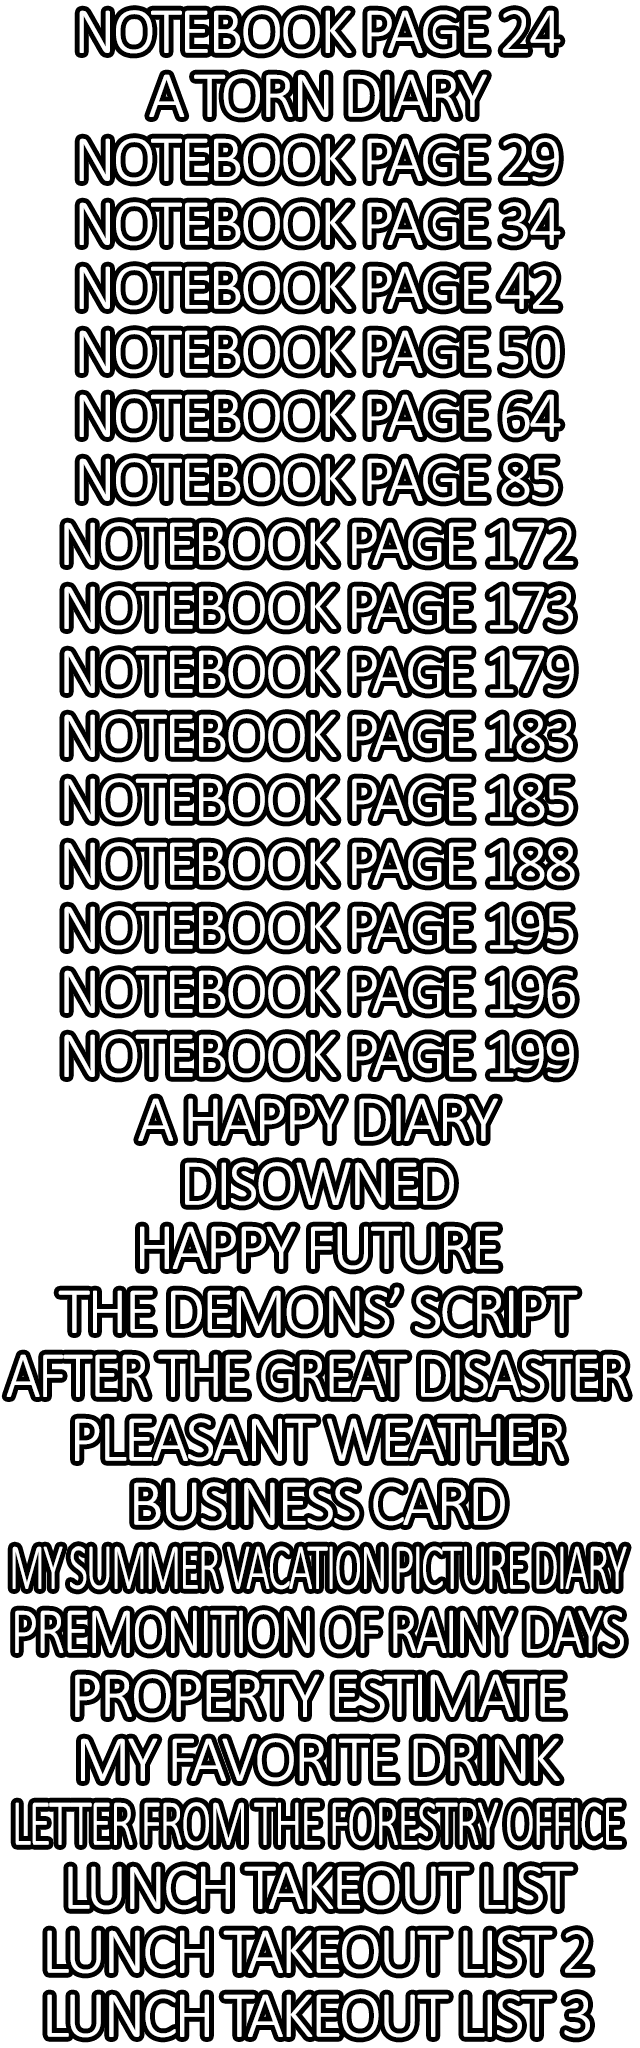 NOTEBOOK PAGE 24
A TORN DIARY
NOTEBOOK PAGE 29
NOTEBOOK PAGE 34
NOTEBOOK PAGE 42
NOTEBOOK PAGE 50
NOTEBOOK PAGE 64
NOTEBOOK PAGE 85
NOTEBOOK PAGE 172
NOTEBOOK PAGE 173
NOTEBOOK PAGE 179
NOTEBOOK PAGE 183
NOTEBOOK PAGE 185
NOTEBOOK PAGE 188
NOTEBOOK PAGE 195
NOTEBOOK PAGE 196
NOTEBOOK PAGE 199
A HAPPY DIARY
DISOWNED
HAPPY FUTURE
THE DEMONS’ SCRIPT
AFTER THE GREAT DISASTER
PLEASANT WEATHER
BUSINESS CARD
MY SUMMER VACATION PICTURE DIARY
PREMONITION OF RAINY DAYS
PROPERTY ESTIMATE
MY FAVORITE DRINK
LETTER FROM THE FORESTRY OFFICE
LUNCH TAKEOUT LIST
LUNCH TAKEOUT LIST 2
LUNCH TAKEOUT LIST 3